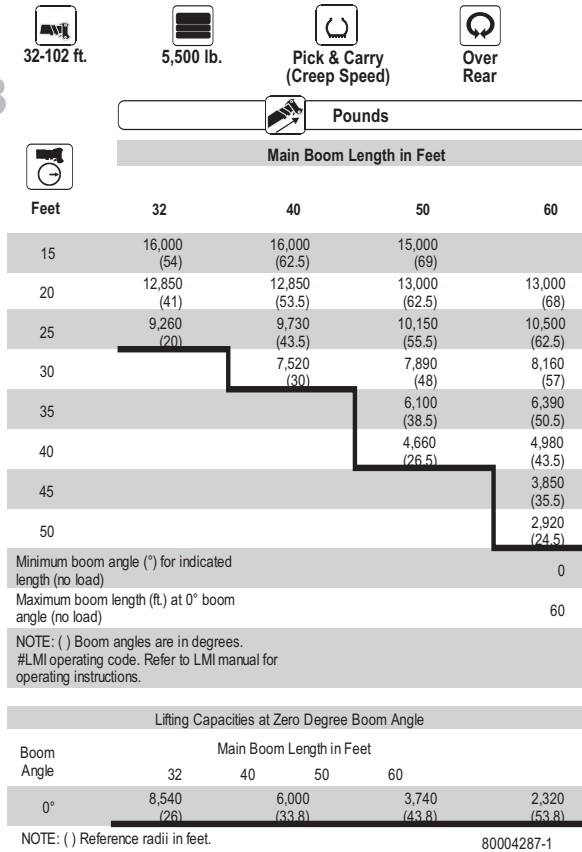 32-102 ft. 5,500 lb. Pick & Carry Over
(Creep Speed) Rear
Pounds
Main Boom Length in Feet
Feet 32 40 50 60
15 16,000 16,000 15,000
(54) (62.5) (69)
20 12,850 12,850 13,000 13,000
(41) (53.5) (62.5) (68)
25 9,260 9,730 10,150 10,500
(20) (43.5) (55.5) (62.5)
30 7,520 7,890 8,160
(30) (48) (57)
35 6,100 6,390
(38.5) (50.5)
40 4,660 4,980
(26.5) (43.5)
45 3,850
(35.5)
50 2,920
(24.5)
Minimum boom angle (°) for indicated
length (no load) 0
Maximum boom length (ft.) at 0° boom
angle (no load) 60
NOTE: ( ) Boom angles are in degrees.
#LMI operating code. Refer to LMI manual for
operating instructions.
Lifting Capacities at Zero Degree Boom Angle
Boom Main Boom Length in Feet
Angle 32 40 50 60
0° 8,540 6,000 3,740 2,320
(26) (33.8) (43.8) (53.8)
NOTE: ( ) Reference radii in feet. 80004287-1